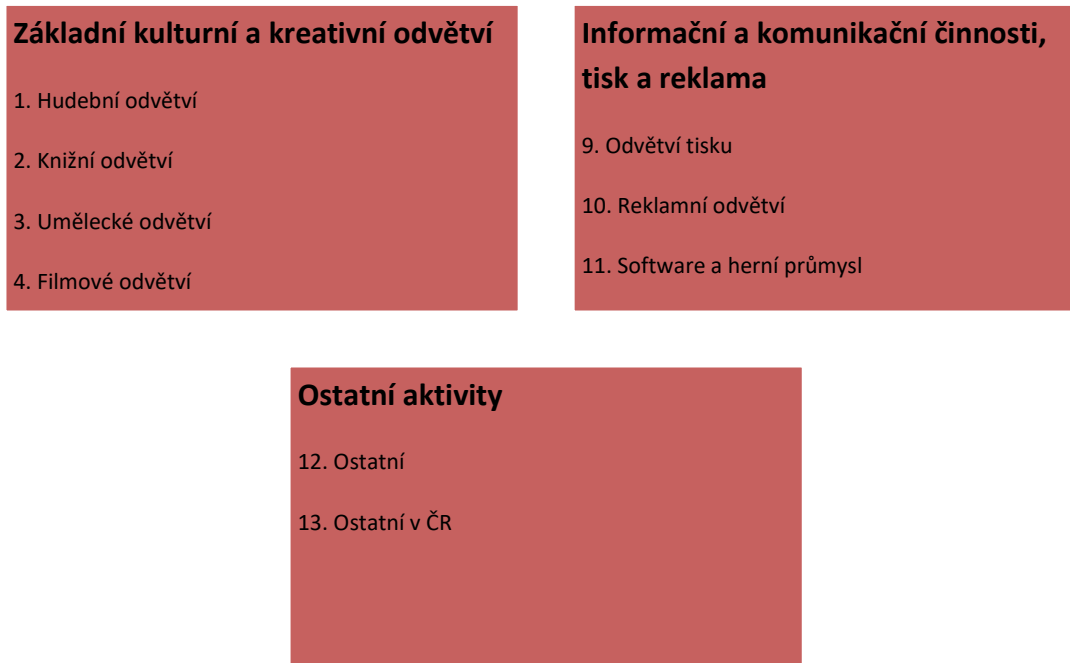 Základní kulturní a kreativní odvětví
1. Hudební odvětví
2. Knižní odvětví
3. Umělecké odvětví
4. Filmové odvětví
Informační a komunikační činnosti,
tisk a reklama
9. Odvětví tisku
10. Reklamní odvětví
11. Software a herní průmysl
Ostatní aktivity
12. Ostatní
13. Ostatní v ČR